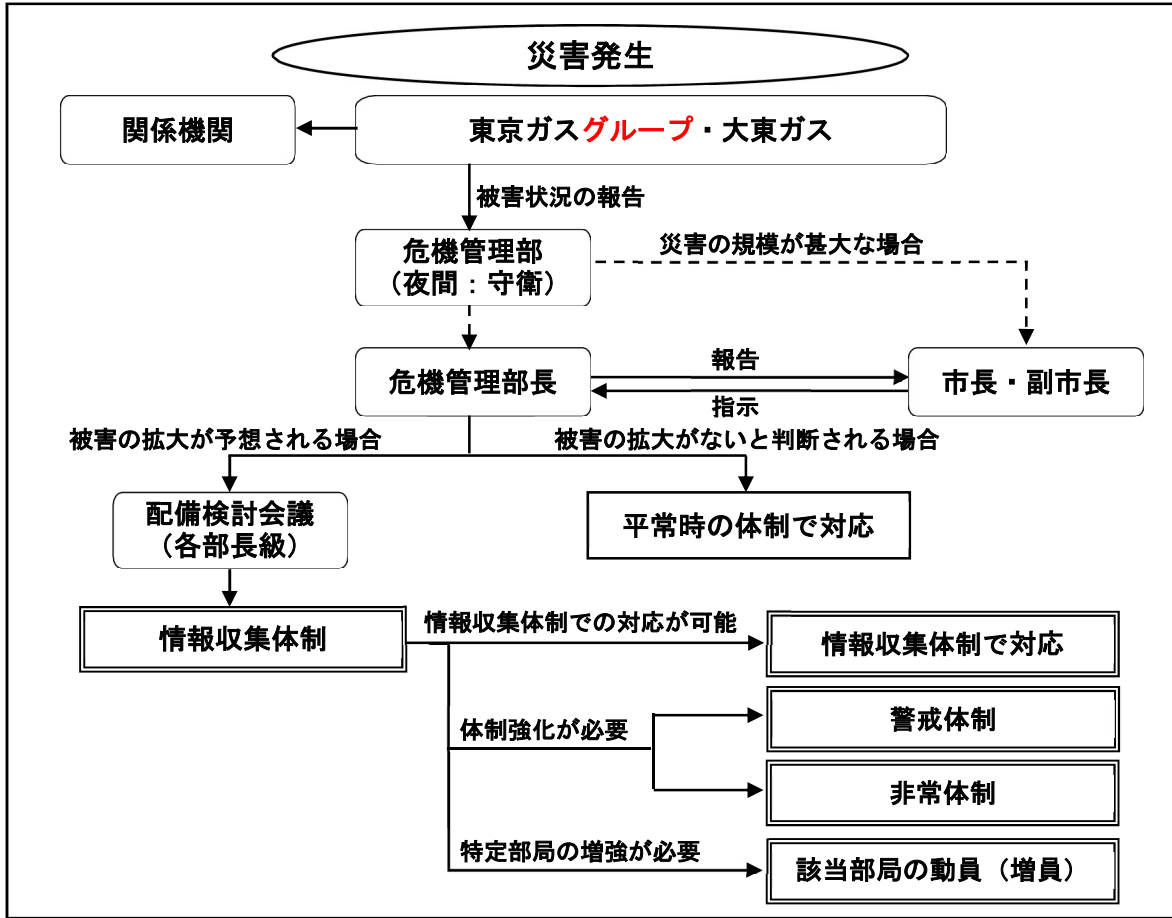 災害発生
関係機関
東京ガスグループ・大東ガス
被害状況の報告
危機管理部
（夜間：守衛）
災害の規模が甚大な場合
危機管理部長
報告
指示
市長・副市長
被害の拡大が予想される場合
被害の拡大がないと判断される場合
配備検討会議
（各部長級）
平常時の体制で対応
情報収集体制
情報収集体制での対応が可能
情報収集体制で対応
体制強化が必要
警戒体制
非常体制
特定部局の増強が必要
該当部局の動員（増員）